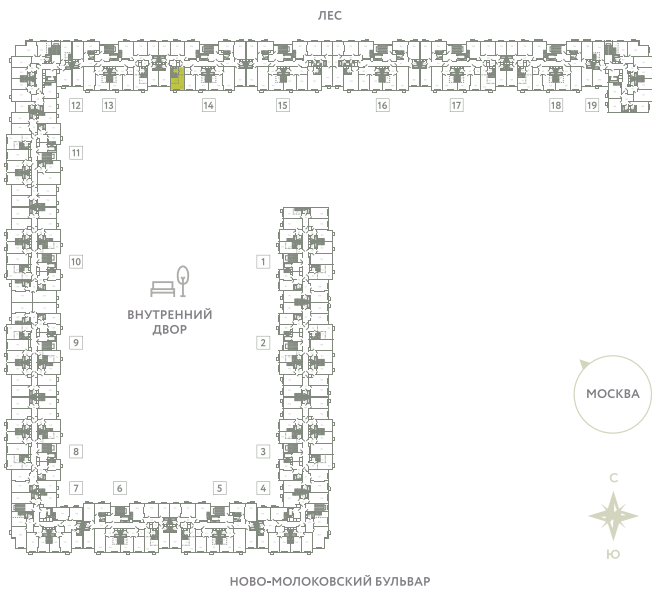 ЛЕС
12 13 14 15 16 17 18 19
11
10 1
ВНУТРЕННИЙ
ДВОР
9 2
МОСКВА
8 3
7 6 5 4
С
Ю
НОВО-МОЛОКОВСКИЙ БУЛЬВАР